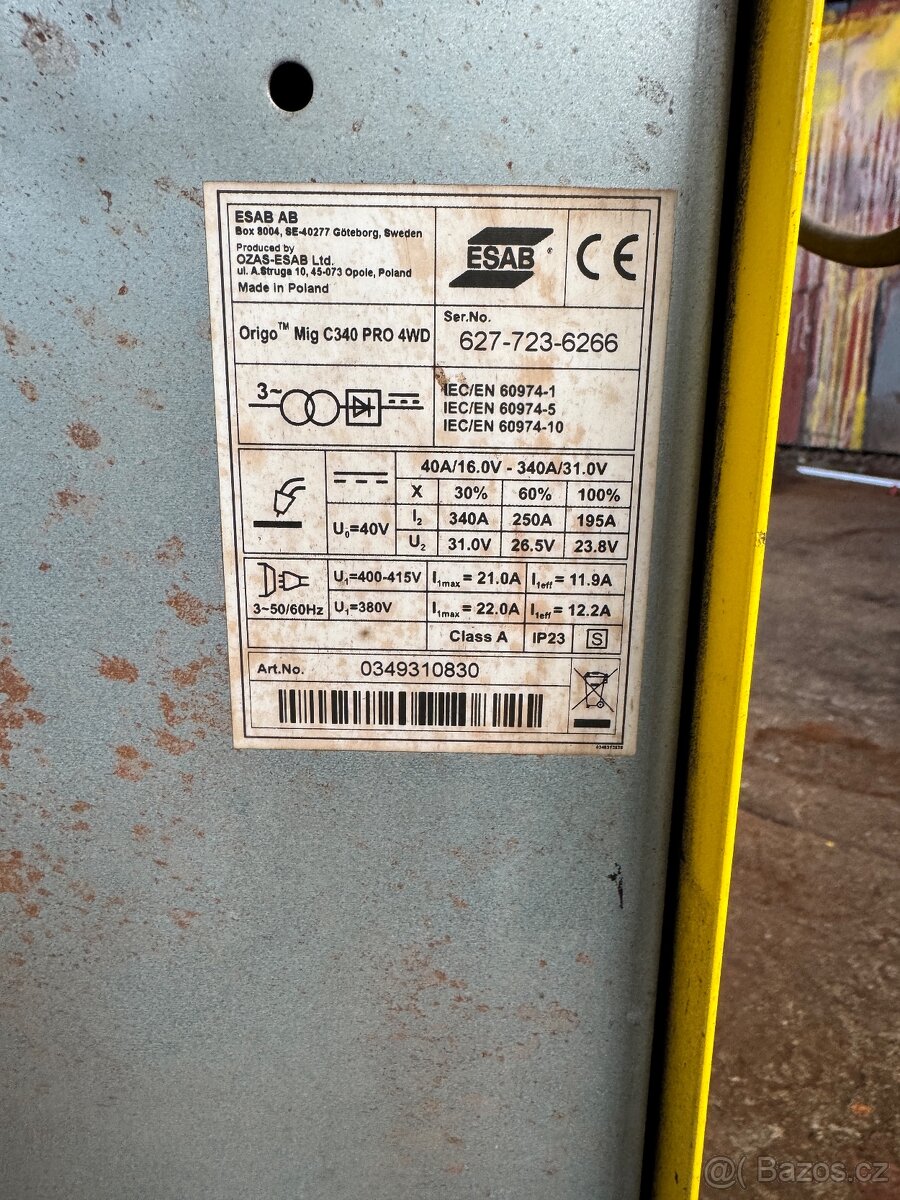 ESAB AB
Box 8004, SE-40277 Göteborg, Sweden
Produced by
OZAS-ESAB Ltd.
ul. A.Struga 10, 45-073 Opole, Poland
Made in Poland
ESAB ®
CE
Origo™ Mig C340 PRO 4WD
Ser.No.
627-723-6266
3~
IEC/EN 60974-1
IEC/EN 60974-5
IEC/EN 60974-10
40A/16.0V - 340A/31.0V
X 30% 60% 100%
U₀=40V
I₂ 340A 250A 195A
U₂ 31.0V 26.5V 23.8V
3~50/60Hz
U₁=400-415V I₁max = 21.0A I₁eff = 11.9A
U₁=380V I₁max = 22.0A I₁eff = 12.2A
Class A IP23 S
Art.No. 0349310830
@( Bazos.cz